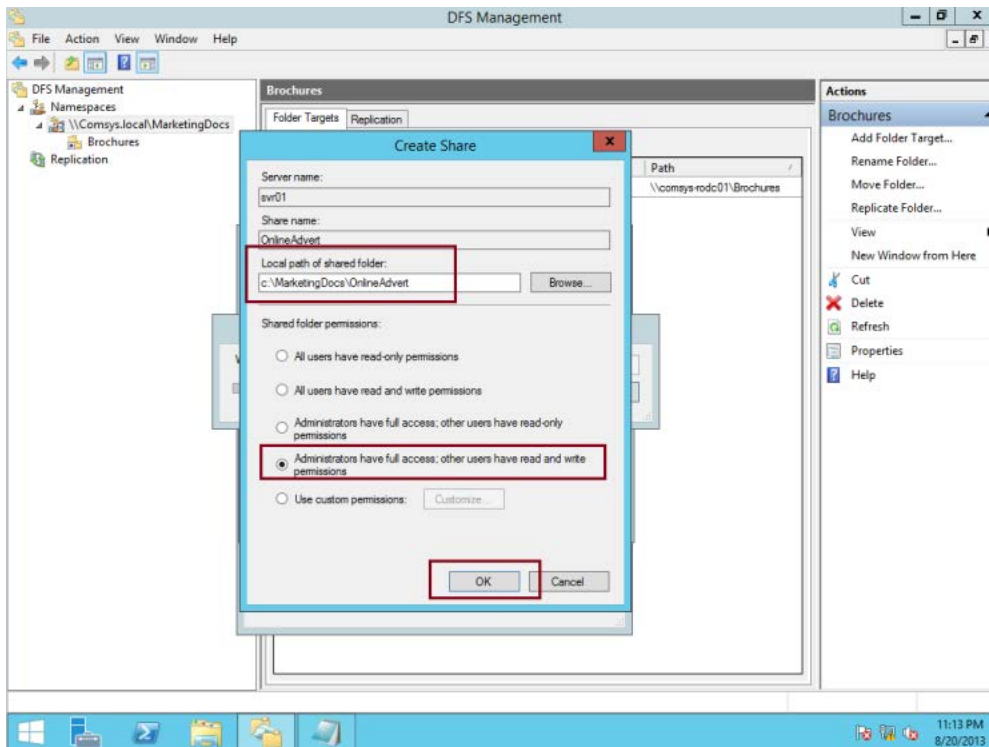 DFS Management
File Action View Window Help
DFS Management
Namespaces
\\Comsys.local\MarketingDocs
Brochures
Replication
Brochures
Folder Targets Replication
Path
\\comsys-rodc01\Brochures
Create Share
Server name:
svr01
Share name:
OnlineAdvert
Local path of shared folder:
c:\MarketingDocs\OnlineAdvert
Browse...
Shared folder permissions:
All users have read-only permissions
All users have read and write permissions
Administrators have full access; other users have read-only
permissions
Administrators have full access; other users have read and write
permissions
Use custom permissions: Customize...
OK Cancel
Actions
Brochures
Add Folder Target...
Rename Folder...
Move Folder...
Replicate Folder...
View
New Window from Here
Cut
Delete
Refresh
Properties
Help
11:13 PM
8/20/2013